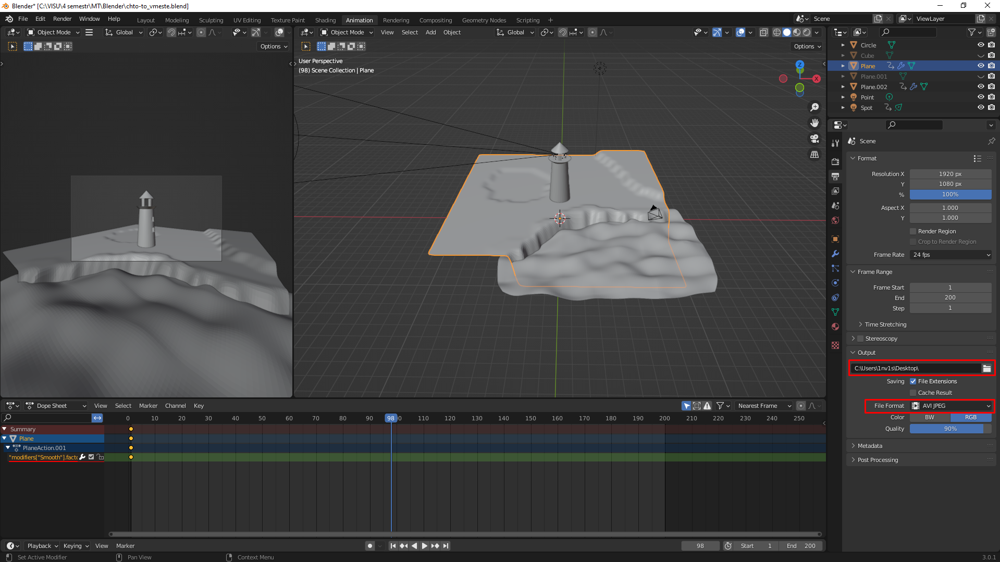 Blender* [C:\VISU\4 semestr\MT\Blender\chto-to_vmeste.blend]
File Edit Render Window Help Layout Modeling Sculpting UV Editing Texture Paint Shading Animation Rendering Compositing Geometry Nodes Scripting + Scene ViewLayer
Object Mode Global Object Mode View Select Add Object Global
Options Options
User Perspective
(98) Scene Collection | Plane
Z
X
Circle
Cube
Plane
Plane.001
Plane.002
Point
Spot
Scene
Format
Resolution X 1920 px
Y 1080 px
% 100%
Aspect X 1.000
Y 1.000
Render Region
Crop to Render Region
Frame Rate 24 fps
Frame Range
Frame Start 1
End 200
Step 1
Time Stretching
Stereoscopy
Output
C:\Users\1nv1s\Desktop\
Saving File Extensions
Cache Result
File Format AVI JPEG
Color BW RGB
Quality 90%
Metadata
Post Processing
Dope Sheet View Select Marker Channel Key Nearest Frame
0 10 20 30 40 50 60 70 80 90 98 0 110 120 130 140 150 160 170 180 190 200 210 220 230 240 250
Summary
Plane
PlaneAction.001
"modifiers["Smooth"].facto
Playback Keying View Marker 98 Start 1 End 200
Set Active Modifier Pan View Context Menu 3.0.1